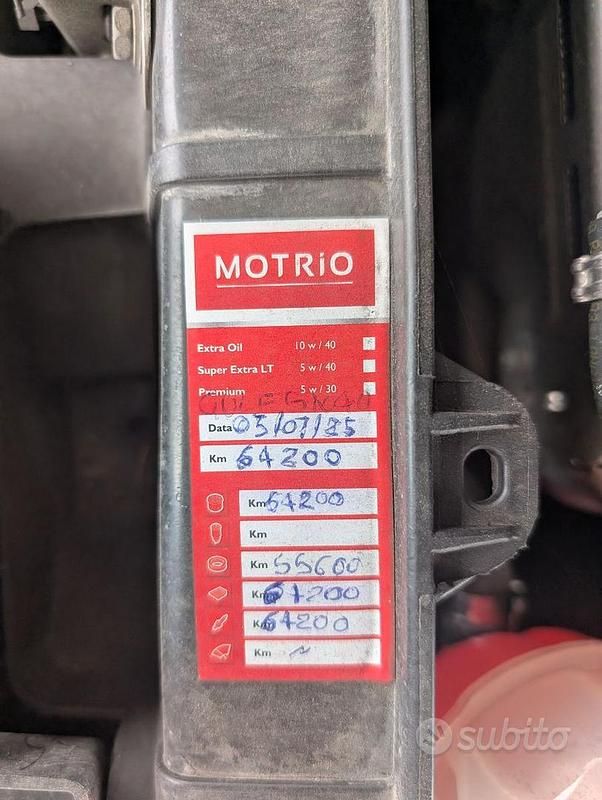 MOTRiO
Extra Oil 10 w / 40
Super Extra LT 5 w / 40
Premium 5 w / 30
Data 03/07/25
Km 64200
Km 64200
Km
Km 55600
Km 64200
Km 64200
Km N
subito